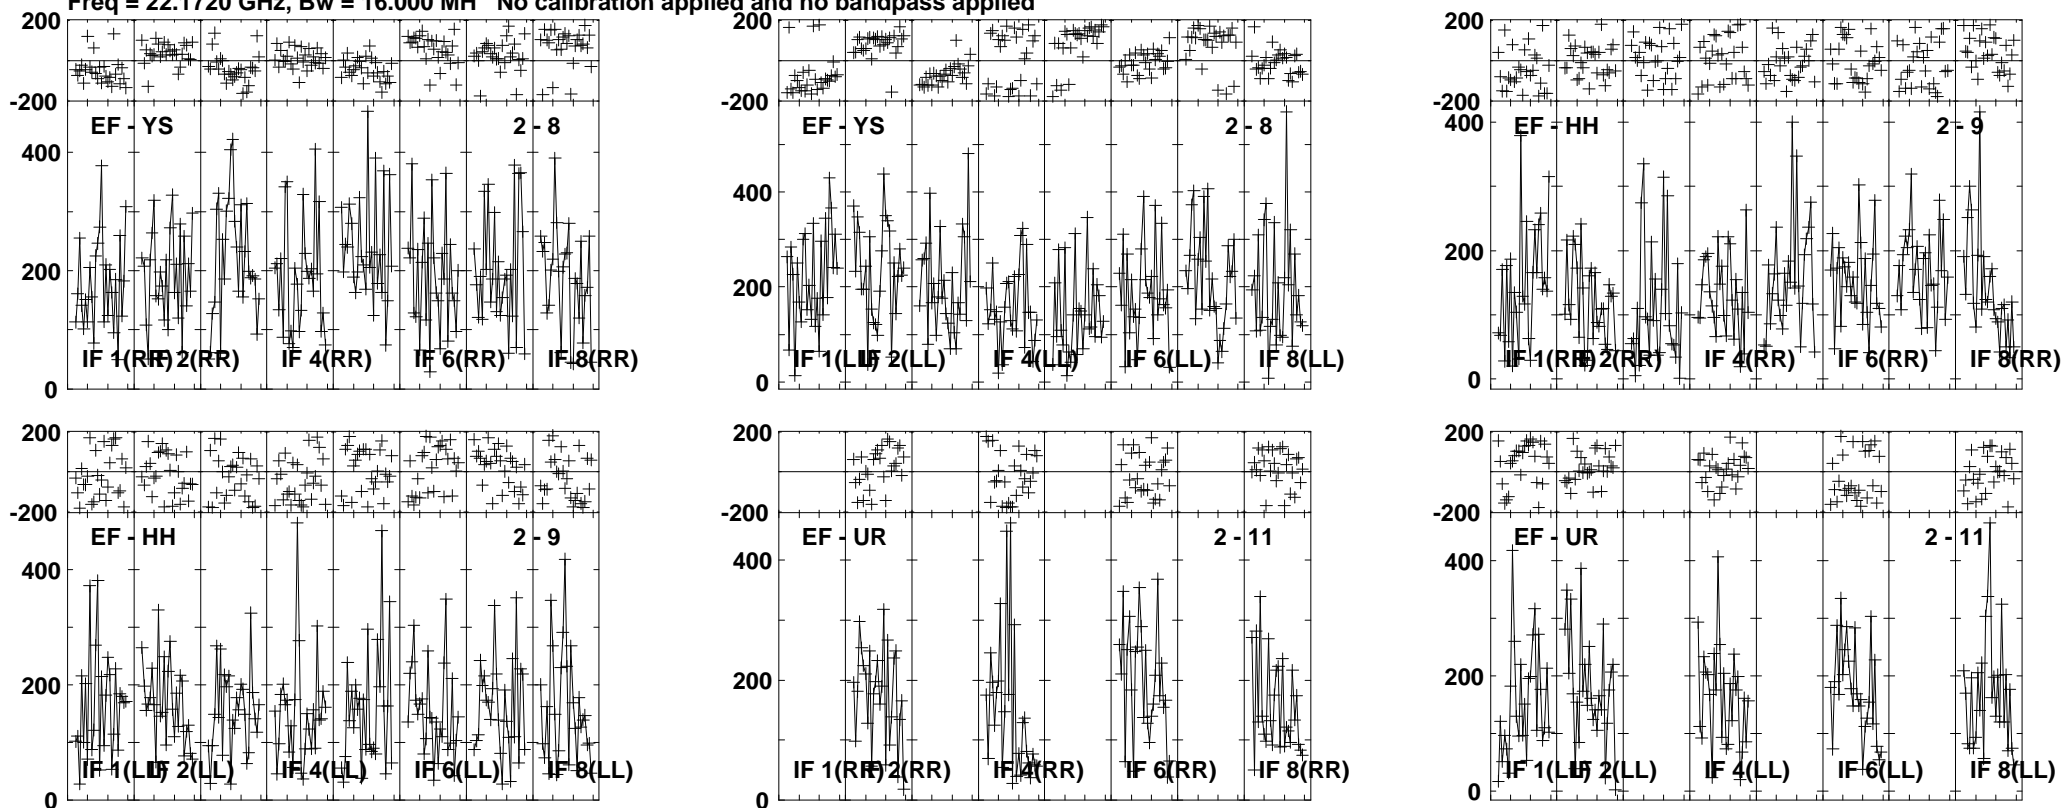 Freq = 22.1720 GHz, Bw = 16.000 MH No calibration applied and no bandpass applied
200
-200
EF - YS 2 - 8
400
200
0
IF 1(RR) IF 2(RR) IF 4(RR) IF 6(RR) IF 8(RR)
200
-200
EF - YS 2 - 8
400
200
0
IF 1(LL) IF 2(LL) IF 4(LL) IF 6(LL) IF 8(LL)
200
-200
EF - HH 2 - 9
400
200
0
IF 1(RR) IF 2(RR) IF 4(RR) IF 6(RR) IF 8(RR)
200
-200
EF - HH 2 - 9
400
200
0
IF 1(LL) IF 2(LL) IF 4(LL) IF 6(LL) IF 8(LL)
200
-200
EF - UR 2 - 11
400
200
0
IF 1(RR) IF 2(RR) IF 4(RR) IF 6(RR) IF 8(RR)
200
-200
EF - UR 2 - 11
400
200
0
IF 1(LL) IF 2(LL) IF 4(LL) IF 6(LL) IF 8(LL)